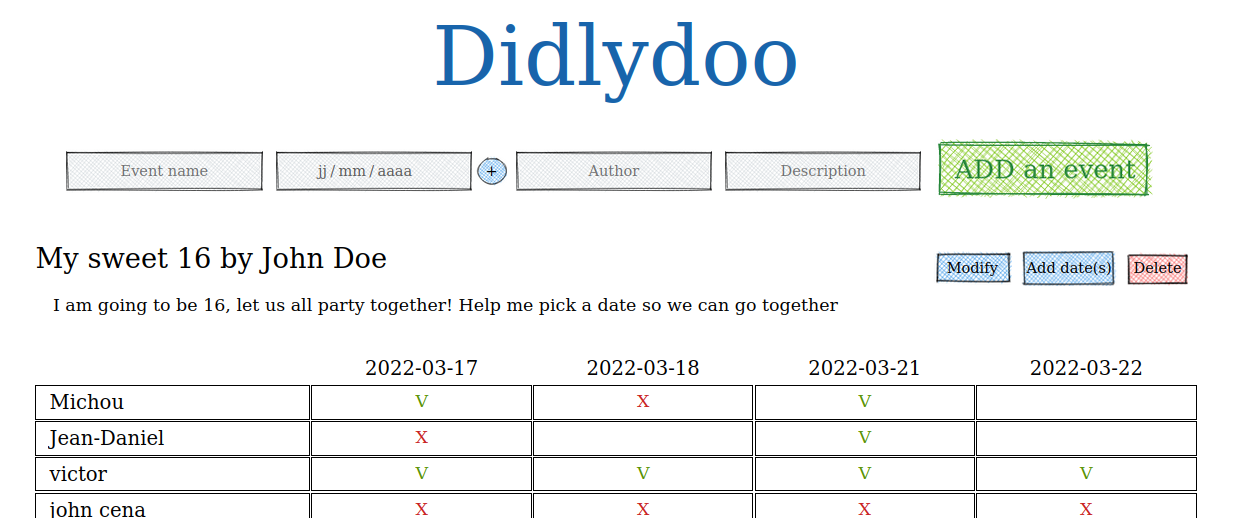 Didlydoo
Event name jj / mm / aaaa + Author Description ADD an event
My sweet 16 by John Doe Modify Add date(s) Delete
I am going to be 16, let us all party together! Help me pick a date so we can go together
2022-03-17 2022-03-18 2022-03-21 2022-03-22
Michou V X V
Jean-Daniel X V
victor V V V V
john cena X X X X